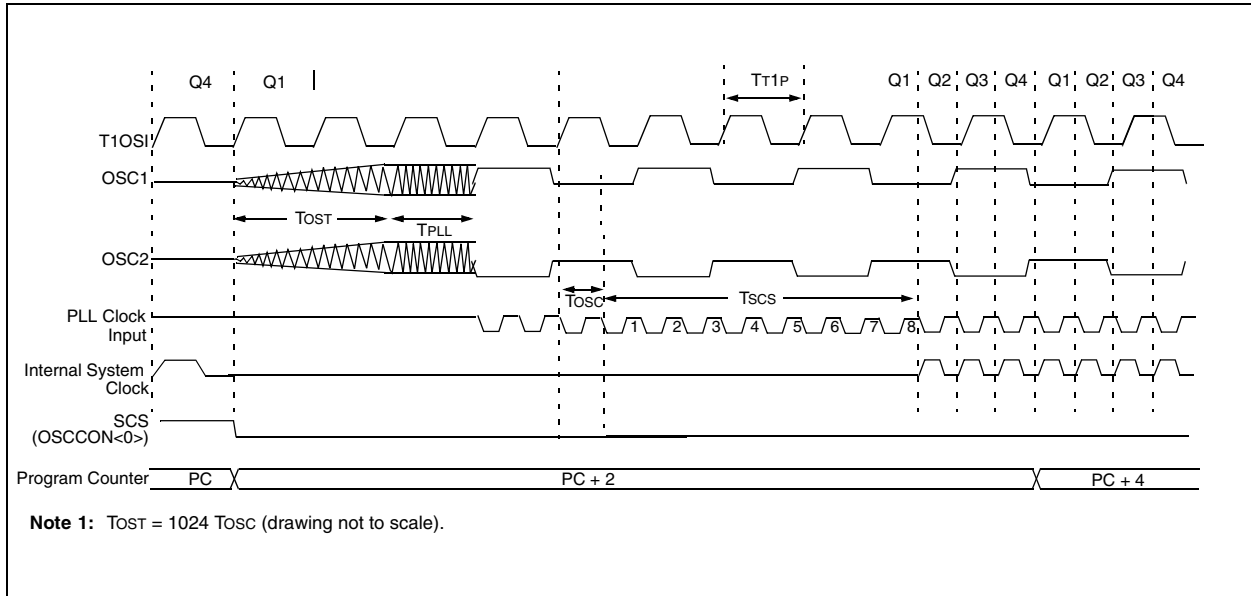 Q4 Q1 TT1P Q1 Q2 Q3 Q4 Q1 Q2 Q3 Q4
T1OSI
OSC1
TOST
TPLL
OSC2
TOSC TSCS
PLL Clock
Input
1 2 3 4 5 6 7 8
Internal System
Clock
SCS
(OSCCON<0>)
Program Counter PC PC + 2 PC + 4
Note 1: TOST = 1024 TOSC (drawing not to scale).